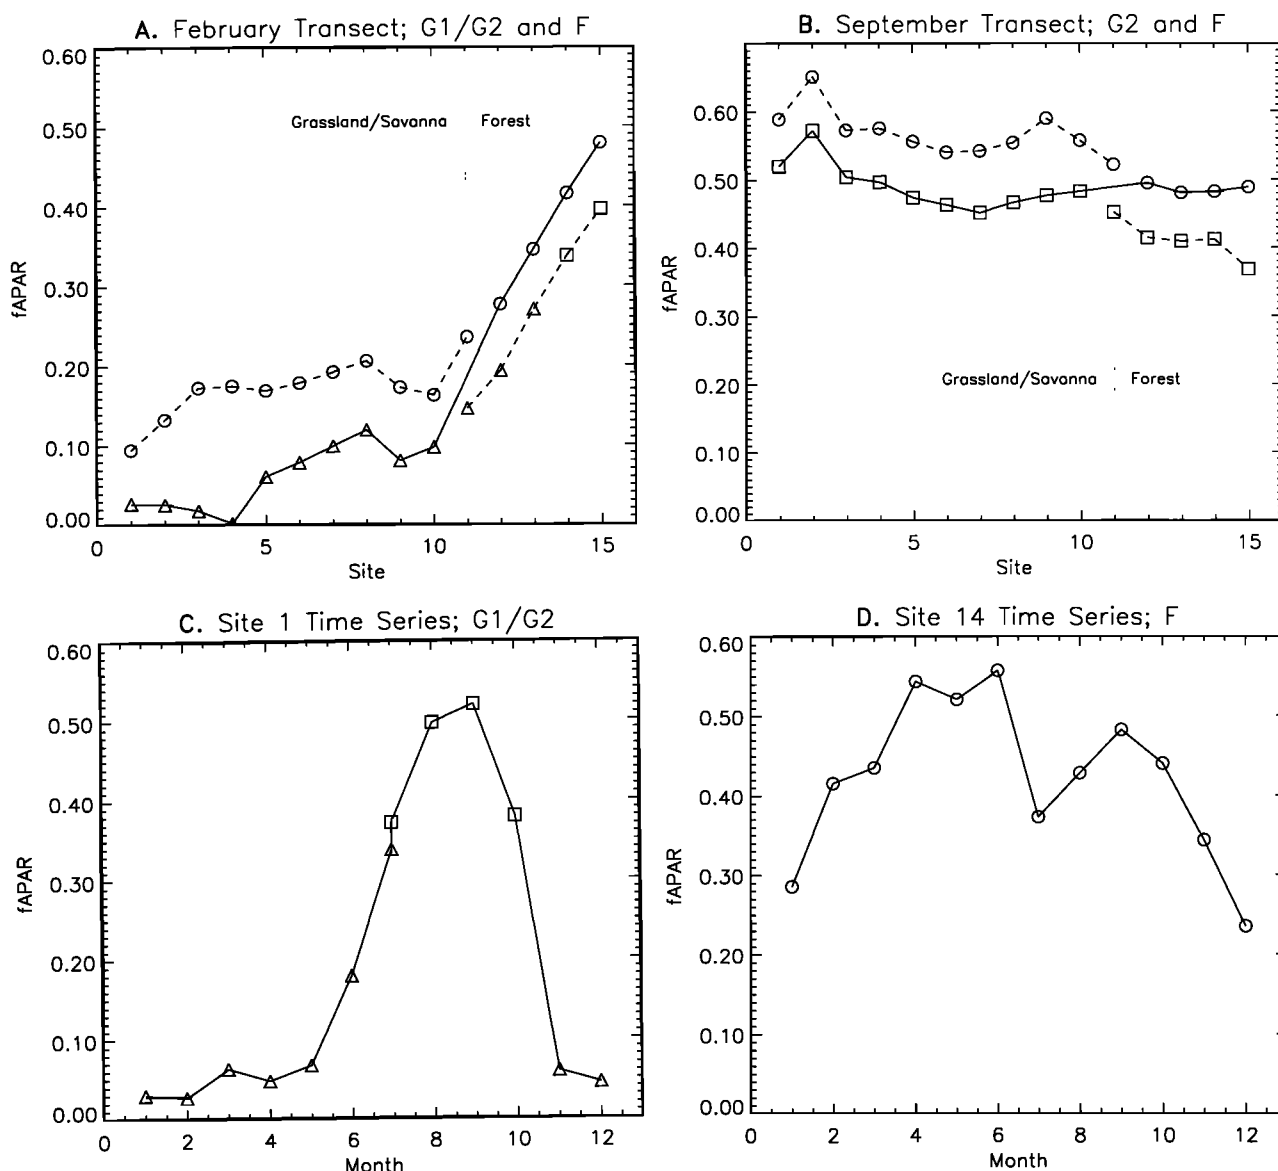 A. February Transect; G1/G2 and F
0.60
0.50
0.40
0.30
0.20
0.10
0.00
fAPAR
Grassland/Savanna Forest
0 5 10 15
Site
B. September Transect; G2 and F
0.60
0.50
0.40
0.30
0.20
0.10
0.00
fAPAR
Grassland/Savanna Forest
0 5 10 15
Site
C. Site 1 Time Series; G1/G2
0.60
0.50
0.40
0.30
0.20
0.10
0.00
fAPAR
0 2 4 6 8 10 12
Month
D. Site 14 Time Series; F
0.60
0.50
0.40
0.30
0.20
0.10
0.00
fAPAR
0 2 4 6 8 10 12
Month